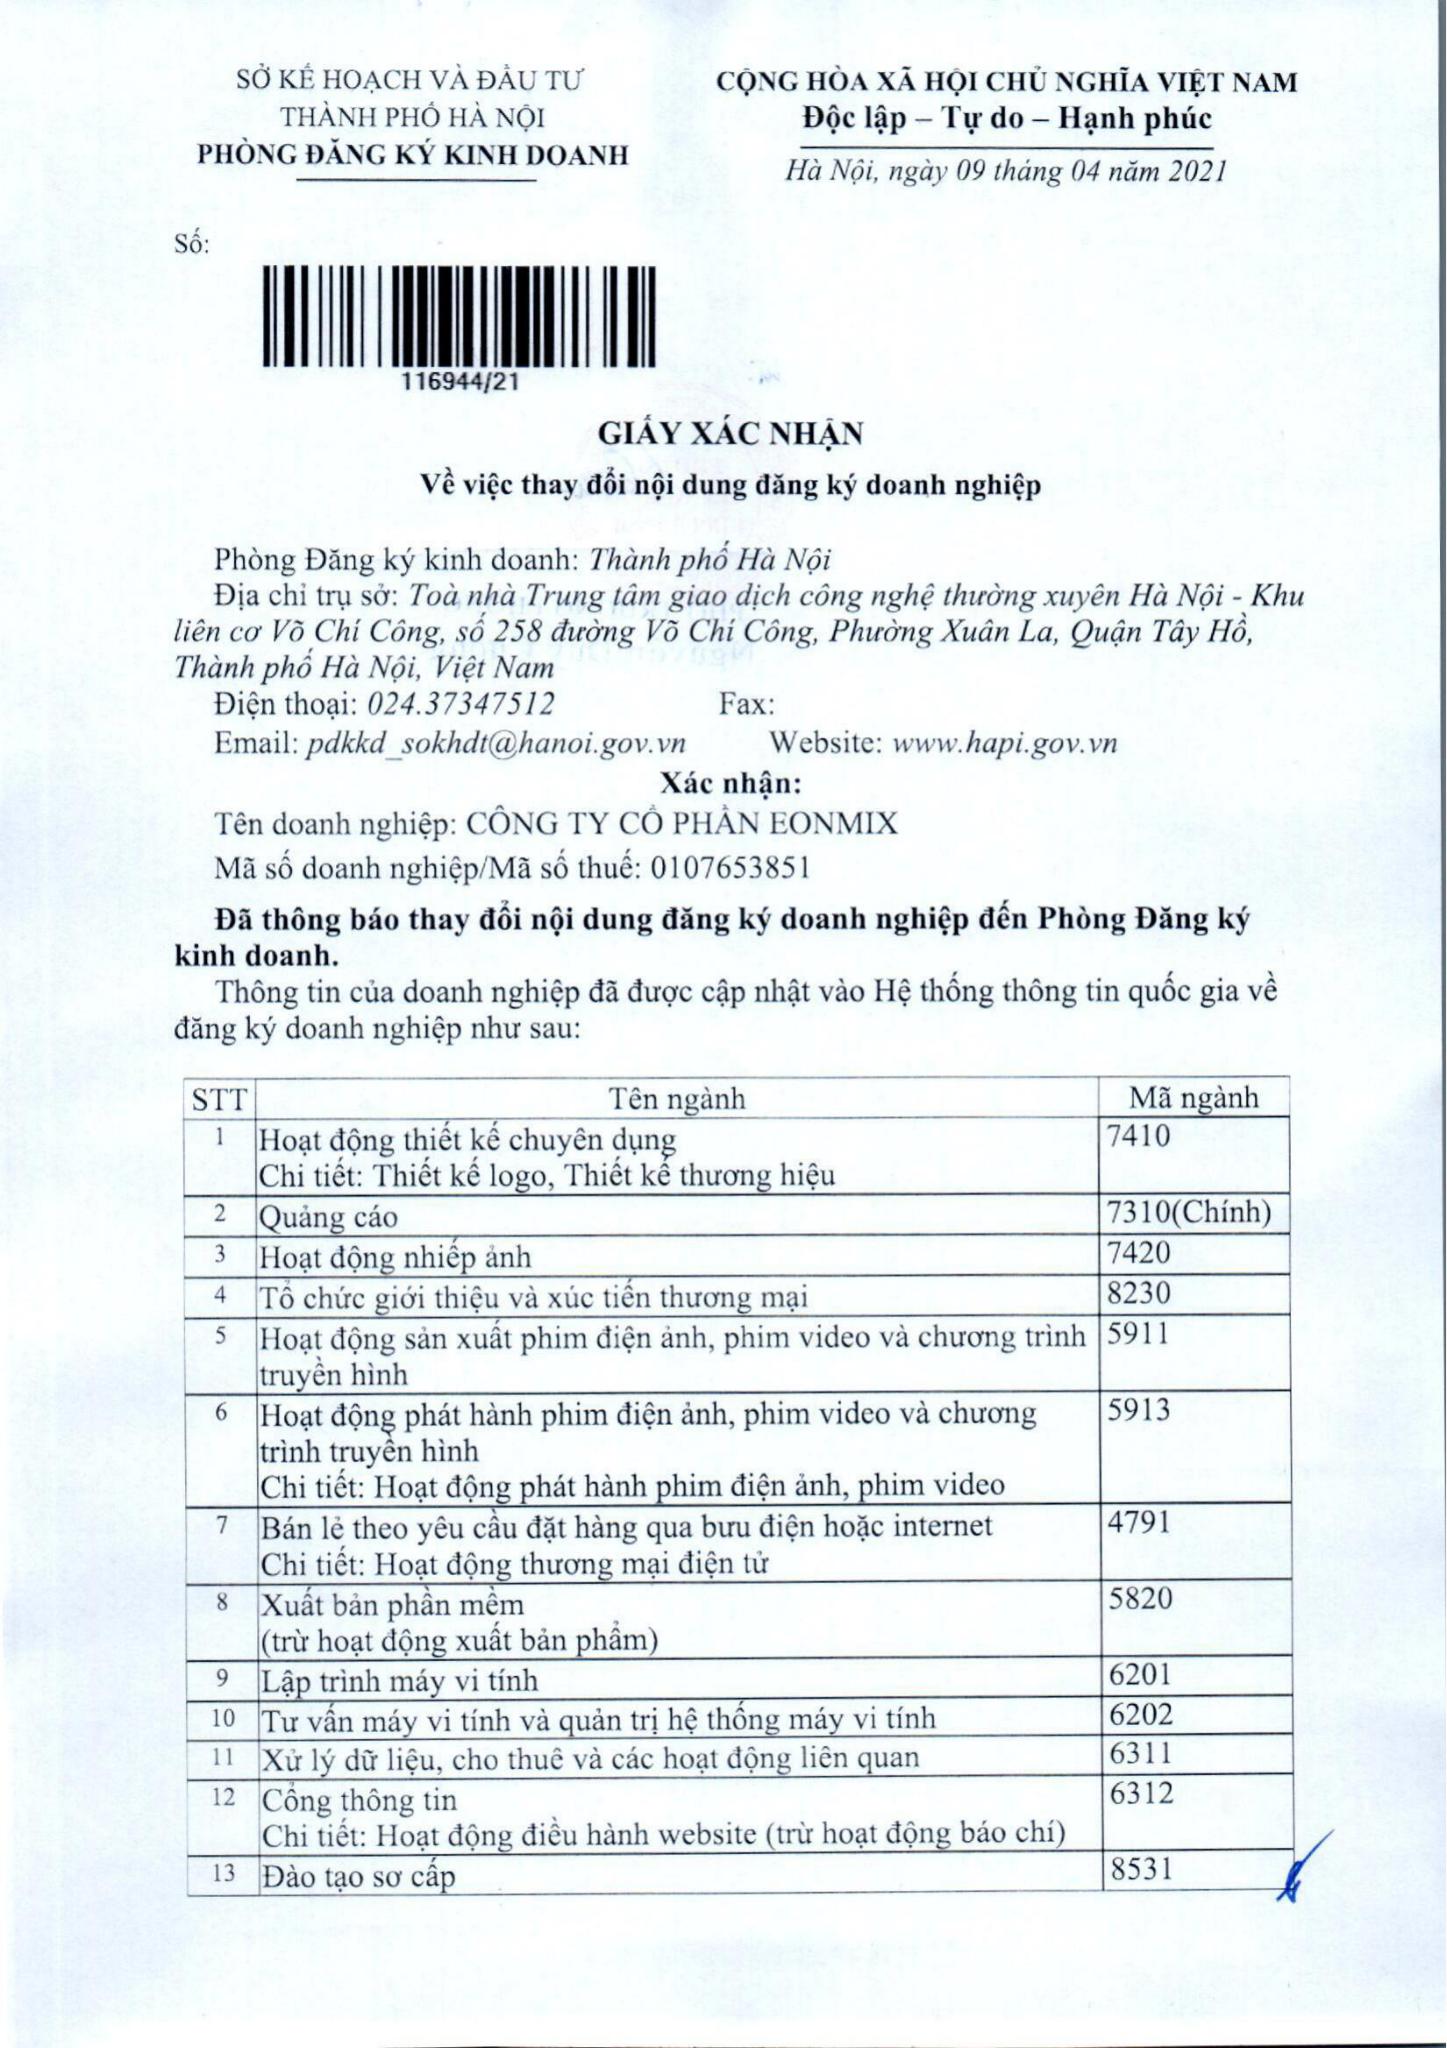 SỞ KẾ HOẠCH VÀ ĐẦU TƯ
THÀNH PHỐ HÀ NỘI
PHÒNG ĐĂNG KÝ KINH DOANH
CỘNG HÒA XÃ HỘI CHỦ NGHĨA VIỆT NAM
Độc lập – Tự do – Hạnh phúc
Hà Nội, ngày 09 tháng 04 năm 2021
Số:
116944/21
GIẤY XÁC NHẬN
Về việc thay đổi nội dung đăng ký doanh nghiệp
Phòng Đăng ký kinh doanh: Thành phố Hà Nội
Địa chỉ trụ sở: Toà nhà Trung tâm giao dịch công nghệ thường xuyên Hà Nội - Khu
liên cơ Võ Chí Công, số 258 đường Võ Chí Công, Phường Xuân La, Quận Tây Hồ,
Thành phố Hà Nội, Việt Nam
Điện thoại: 024.37347512 Fax:
Email: pdkkd_sokhdt@hanoi.gov.vn Website: www.hapi.gov.vn
Xác nhận:
Tên doanh nghiệp: CÔNG TY CỔ PHẦN EONMIX
Mã số doanh nghiệp/Mã số thuế: 0107653851
Đã thông báo thay đổi nội dung đăng ký doanh nghiệp đến Phòng Đăng ký
kinh doanh.
Thông tin của doanh nghiệp đã được cập nhật vào Hệ thống thông tin quốc gia về
đăng ký doanh nghiệp như sau:
STT Tên ngành Mã ngành
1 Hoạt động thiết kế chuyên dụng 7410
Chi tiết: Thiết kế logo, Thiết kế thương hiệu
2 Quảng cáo 7310(Chính)
3 Hoạt động nhiếp ảnh 7420
4 Tổ chức giới thiệu và xúc tiến thương mại 8230
5 Hoạt động sản xuất phim điện ảnh, phim video và chương trình 5911
truyền hình
6 Hoạt động phát hành phim điện ảnh, phim video và chương 5913
trình truyền hình
Chi tiết: Hoạt động phát hành phim điện ảnh, phim video
7 Bán lẻ theo yêu cầu đặt hàng qua bưu điện hoặc internet 4791
Chi tiết: Hoạt động thương mại điện tử
8 Xuất bản phần mềm 5820
(trừ hoạt động xuất bản phẩm)
9 Lập trình máy vi tính 6201
10 Tư vấn máy vi tính và quản trị hệ thống máy vi tính 6202
11 Xử lý dữ liệu, cho thuê và các hoạt động liên quan 6311
12 Cổng thông tin 6312
Chi tiết: Hoạt động điều hành website (trừ hoạt động báo chí)
13 Đào tạo sơ cấp 8531